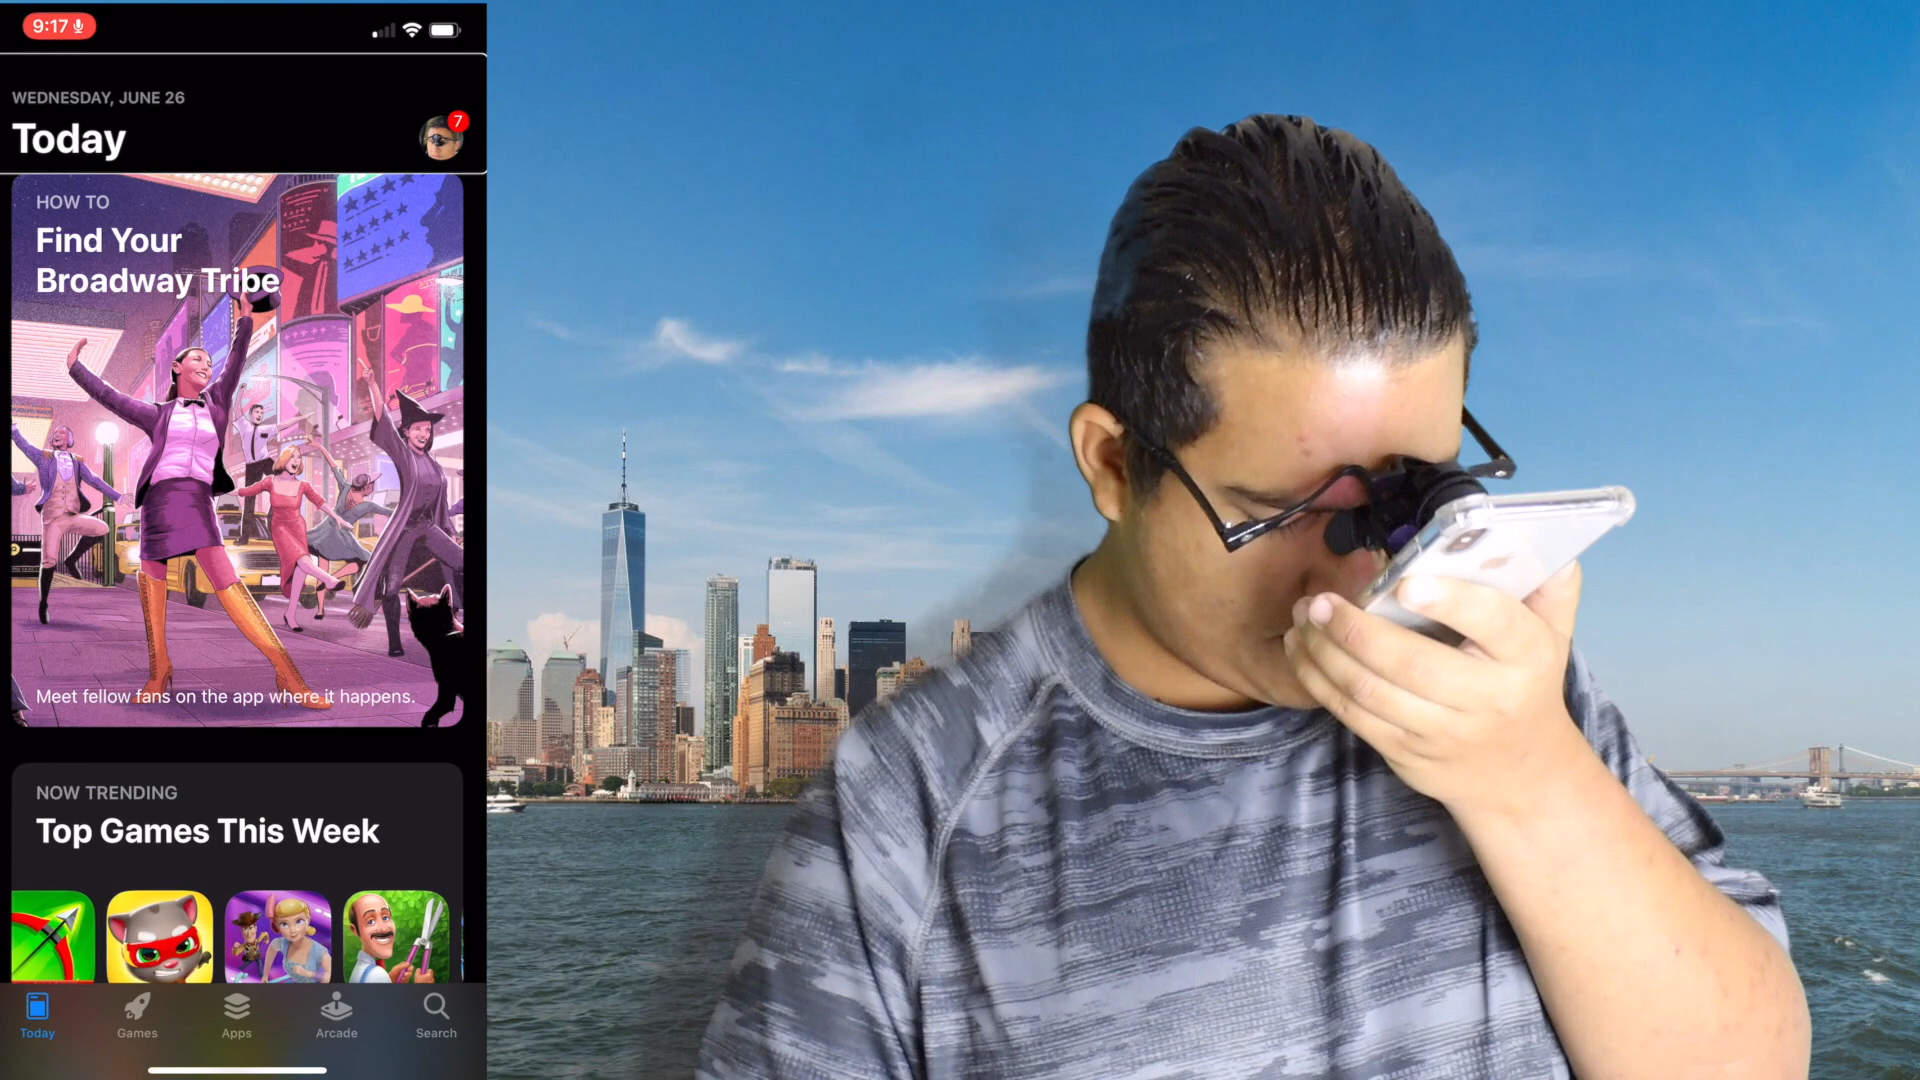 9:17
WEDNESDAY, JUNE 26
Today
7
HOW TO
Find Your
Broadway Tribe
Meet fellow fans on the app where it happens.
NOW TRENDING
Top Games This Week
Today
Games
Apps
Arcade
Search